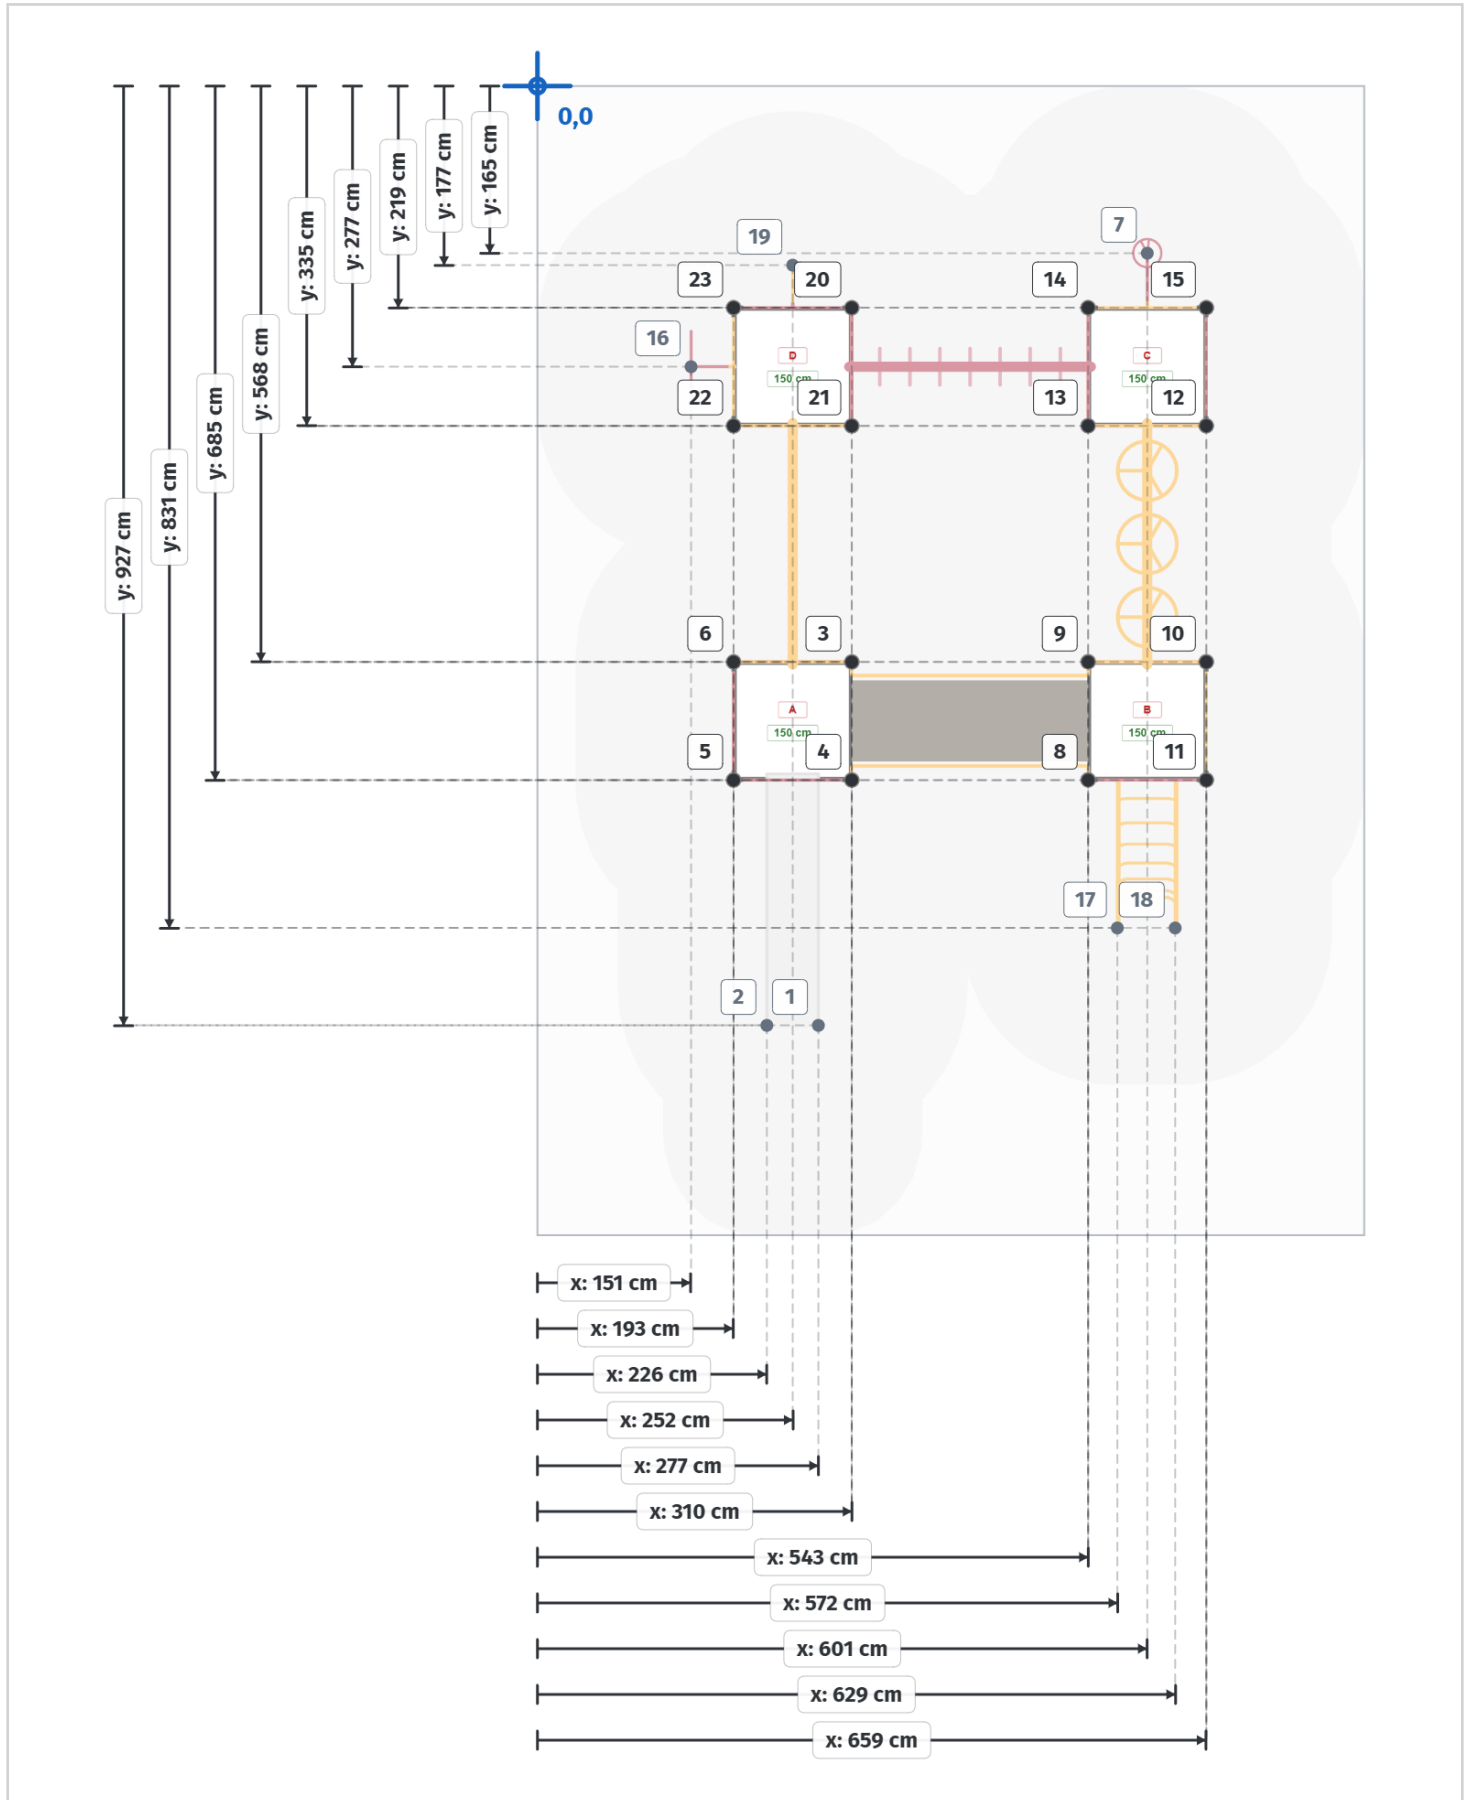 0,0
y: 165 cm
y: 177 cm
y: 219 cm
y: 277 cm
y: 335 cm
y: 568 cm
y: 685 cm
y: 831 cm
y: 927 cm
19
7
23
20
14
15
16
D
C
150 cm
150 cm
22
21
13
12
6
3
9
10
A
B
150 cm
150 cm
5
4
8
11
17
18
2
1
x: 151 cm
x: 193 cm
x: 226 cm
x: 252 cm
x: 277 cm
x: 310 cm
x: 543 cm
x: 572 cm
x: 601 cm
x: 629 cm
x: 659 cm